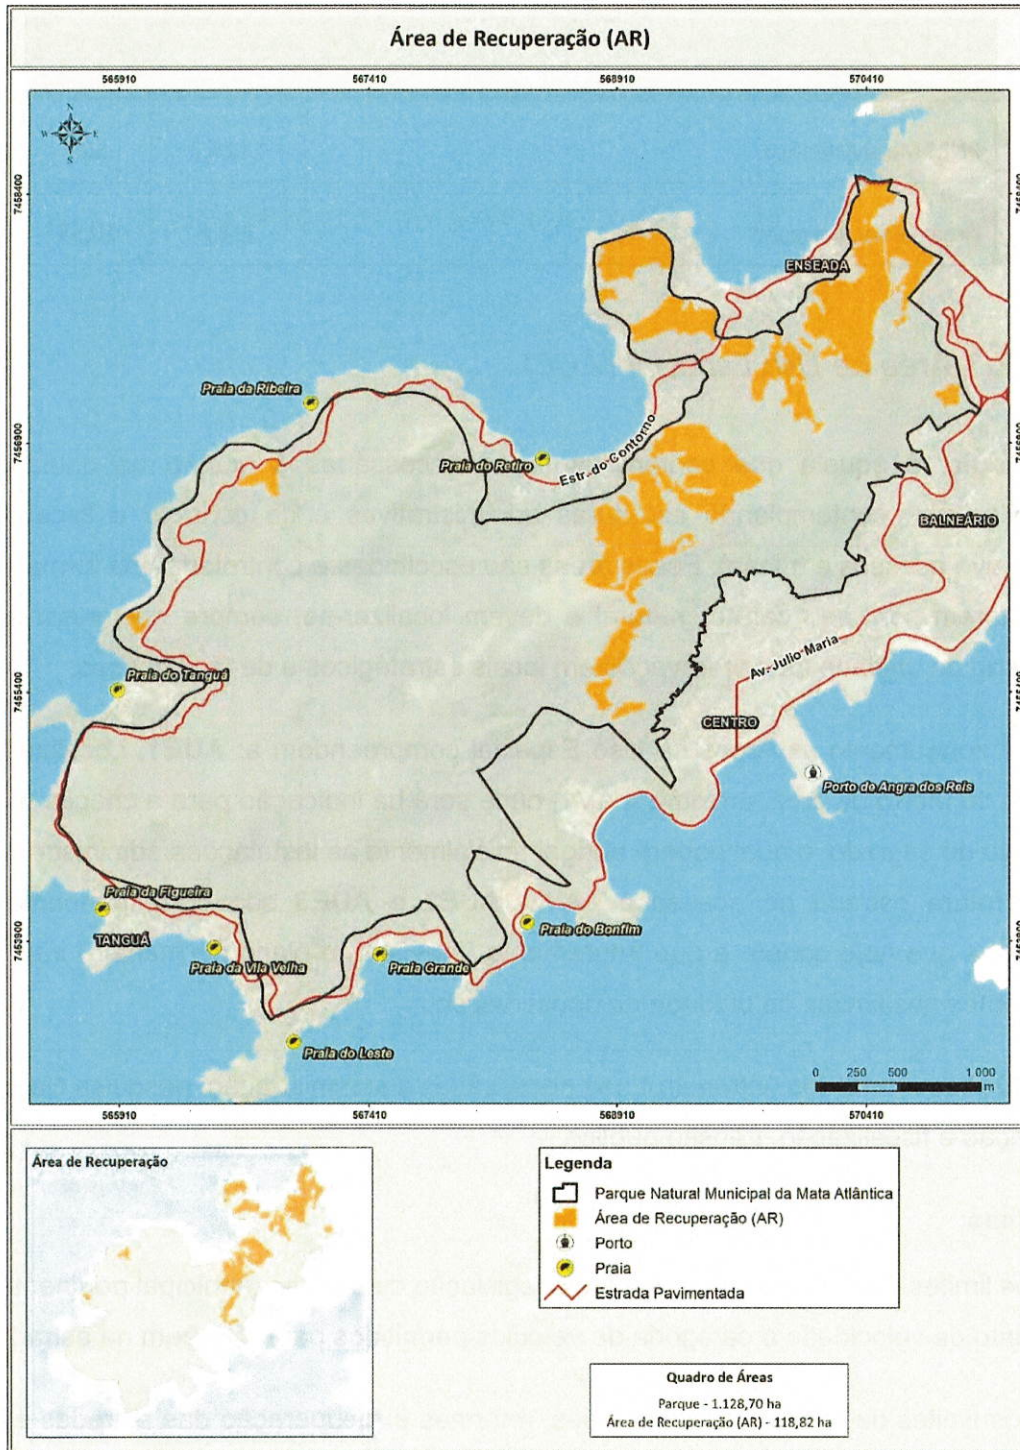 Área de Recuperação (AR)
565910 567410 568910 570410
N
W E
S
7458400 7458400
ENSEADA
Praia da Ribeira
7456900 7456900
Praia do Retiro
Estr. do Contorno
BALNEÁRIO
Praia do Tanguá
7455400 7455400
Av. Julio Maria
CENTRO
Porto de Angra dos Reis
Praia da Figueira
TANGUÁ
7453900 7453900
Praia da Vila Velha
Praia Grande
Praia do Bonfim
Praia do Leste
0 250 500 1.000
m
565910 567410 568910 570410
Área de Recuperação
Legenda
Parque Natural Municipal da Mata Atlântica
Área de Recuperação (AR)
Porto
Praia
Estrada Pavimentada
Quadro de Áreas
Parque - 1.128,70 ha
Área de Recuperação (AR) - 118,82 ha